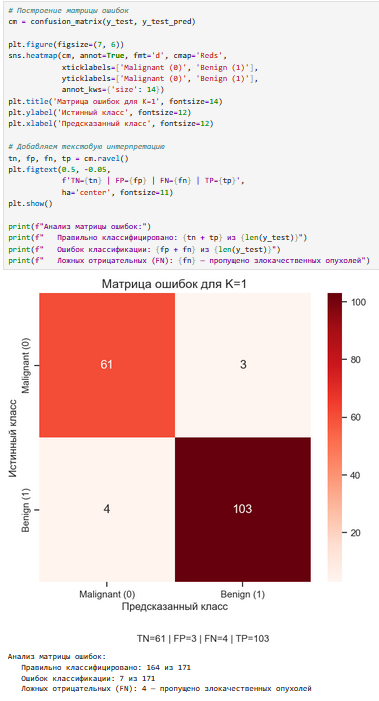 # Построение матрицы ошибок
cm = confusion_matrix(y_test, y_test_pred)
plt.figure(figsize=(7, 6))
sns.heatmap(cm, annot=True, fmt='d', cmap='Reds',
xticklabels=['Malignant (0)', 'Benign (1)'],
yticklabels=['Malignant (0)', 'Benign (1)'],
annot_kws={'size': 14})
plt.title('Матрица ошибок для K=1', fontsize=14)
plt.ylabel('Истинный класс', fontsize=12)
plt.xlabel('Предсказанный класс', fontsize=12)
# Добавляем текстовую интерпретацию
tn, fp, fn, tp = cm.ravel()
plt.figtext(0.5, -0.05,
f'TN={tn} | FP={fp} | FN={fn} | TP={tp}',
ha='center', fontsize=11)
plt.show()
print(f"Анализ матрицы ошибок:")
print(f"   Правильно классифицировано: {tn + tp} из {len(y_test)}")
print(f"   Ошибок классификации: {fp + fn} из {len(y_test)}")
print(f"   Ложных отрицательных (FN): {fn} — пропущено злокачественных опухолей")
Матрица ошибок для K=1
Истинный класс
Malignant (0)
Benign (1)
61
3
4
103
100
80
60
40
20
Malignant (0)
Benign (1)
Предсказанный класс
TN=61 | FP=3 | FN=4 | TP=103
Анализ матрицы ошибок:
Правильно классифицировано: 164 из 171
Ошибок классификации: 7 из 171
Ложных отрицательных (FN): 4 — пропущено злокачественных опухолей